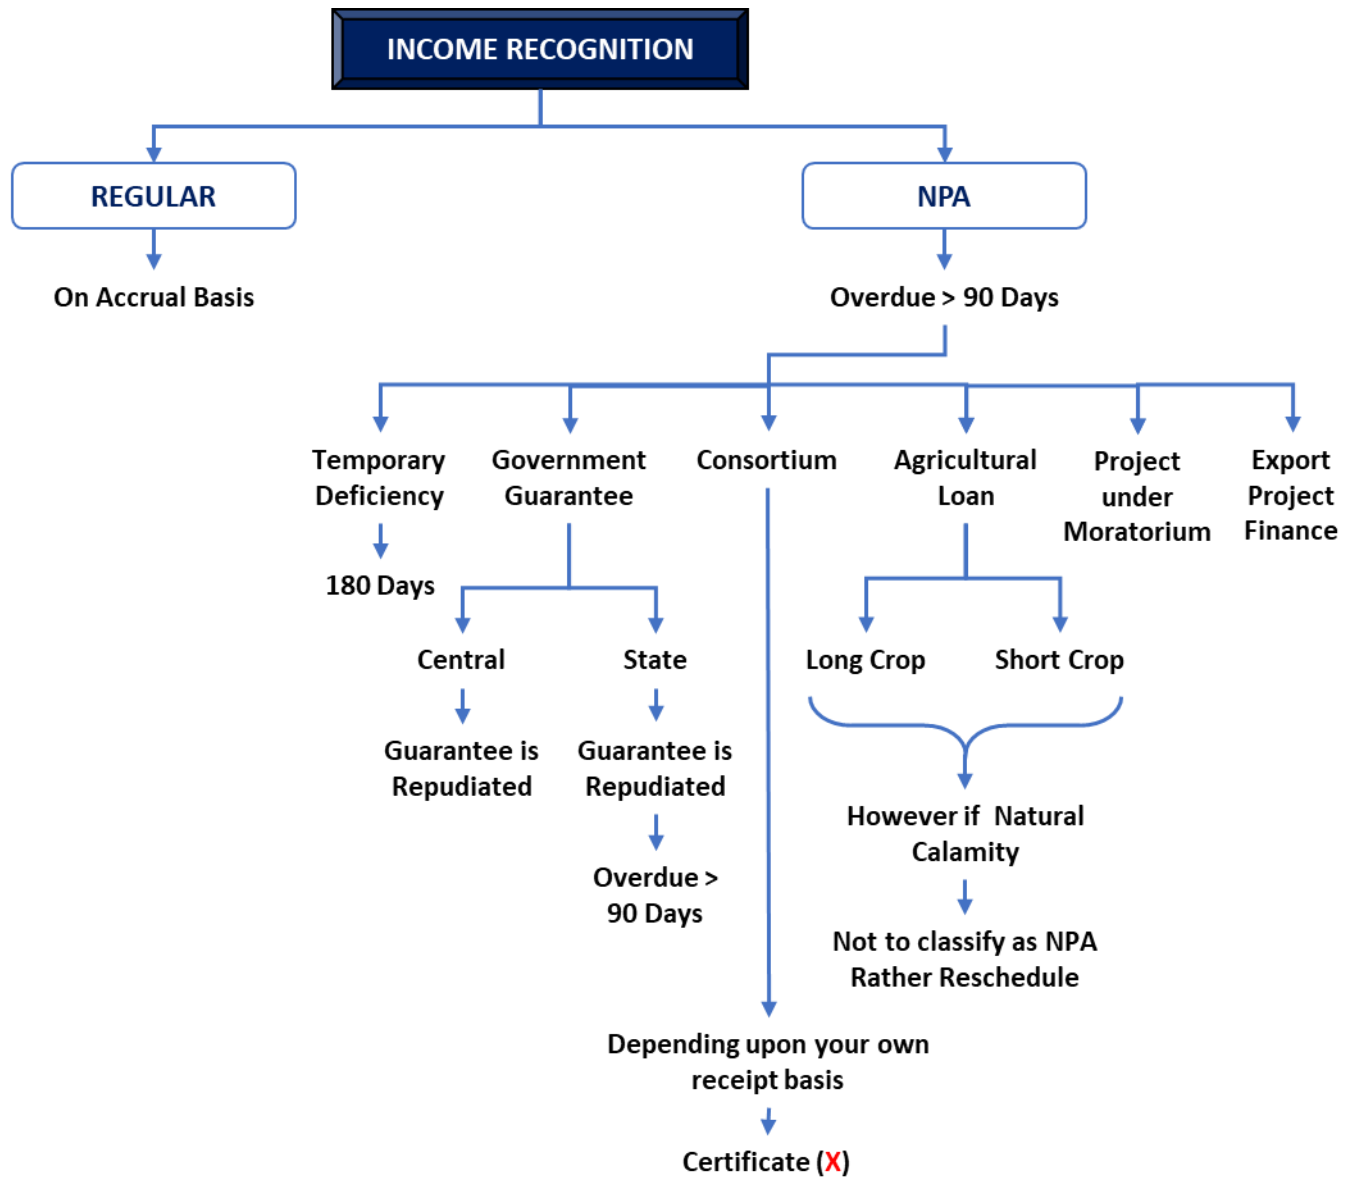 INCOME RECOGNITION
REGULAR
NPA
On Accrual Basis
Overdue > 90 Days
Temporary
Deficiency
Government
Guarantee
Consortium
Agricultural
Loan
Project
under
Moratorium
Export
Project
Finance
180 Days
Central
State
Long Crop
Short Crop
Guarantee is
Repudiated
Guarantee is
Repudiated
However if Natural
Calamity
Overdue >
90 Days
Not to classify as NPA
Rather Reschedule
Depending upon your own
receipt basis
Certificate (X)